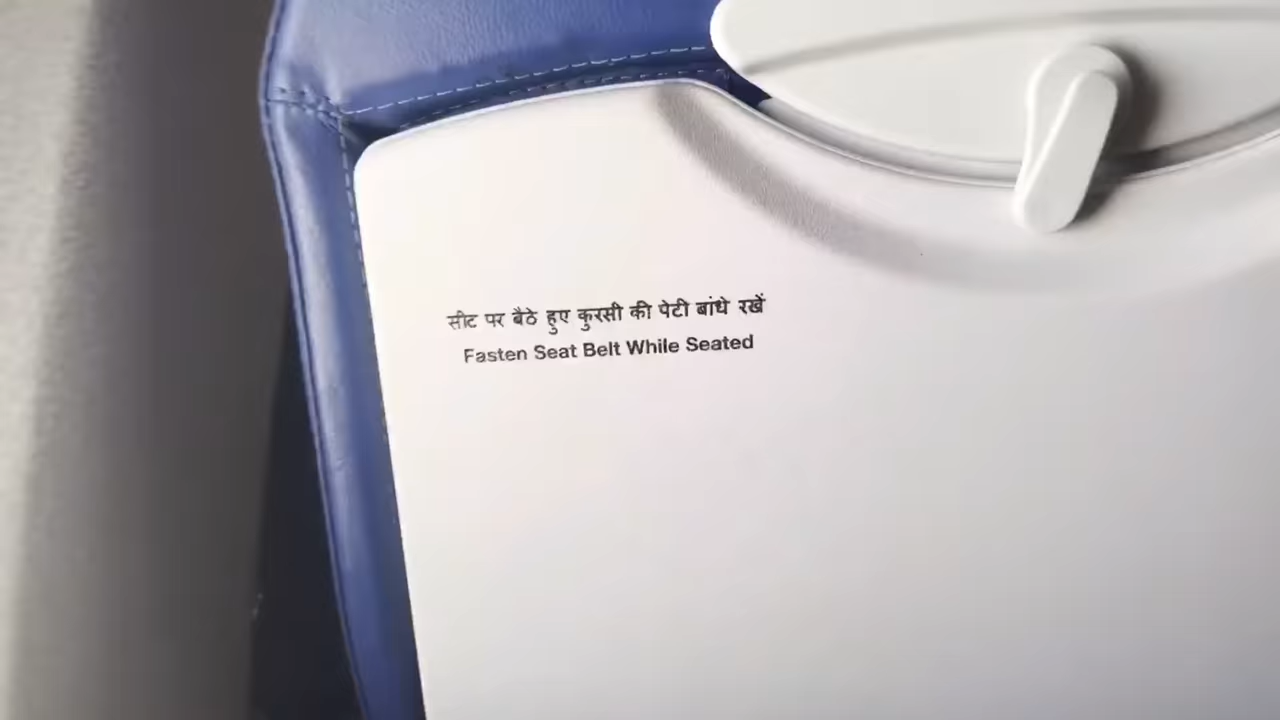 सीट पर बैठे हुए कुरसी की पेटी बांधे रखें
Fasten Seat Belt While Seated